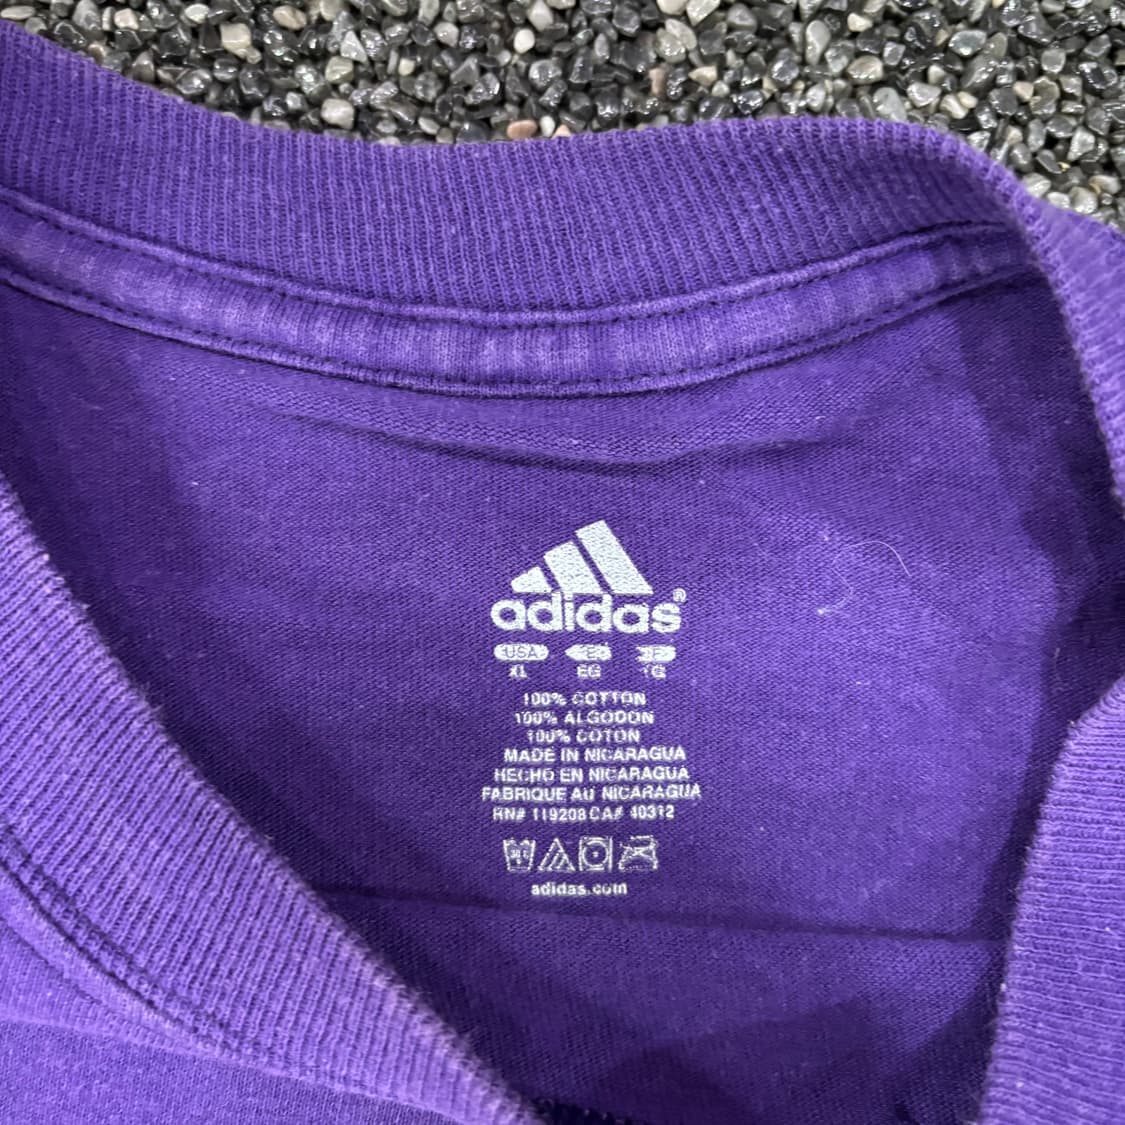 adidas®
USA E F
XL EG G
100% COTTON
100% ALGODON
100% COTON
MADE IN NICARAGUA
HECHO EN NICARAGUA
FABRIQUE AU NICARAGUA
RN# 119208 CA# 40312
adidas.com